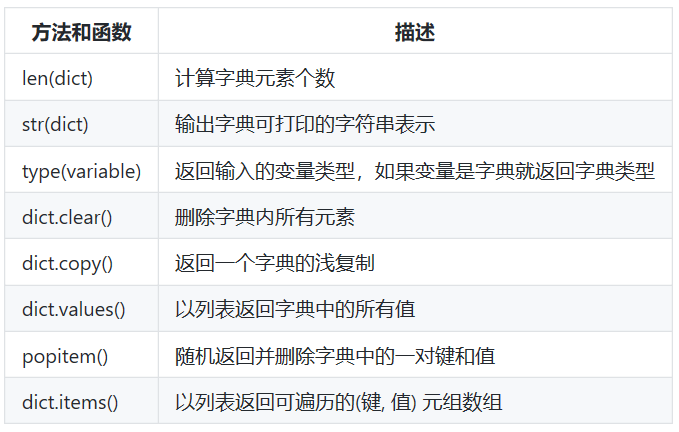 方法和函数 描述
len(dict) 计算字典元素个数
str(dict) 输出字典可打印的字符串表示
type(variable) 返回输入的变量类型，如果变量是字典就返回字典类型
dict.clear() 删除字典内所有元素
dict.copy() 返回一个字典的浅复制
dict.values() 以列表返回字典中的所有值
popitem() 随机返回并删除字典中的一对键和值
dict.items() 以列表返回可遍历的(键, 值) 元组数组